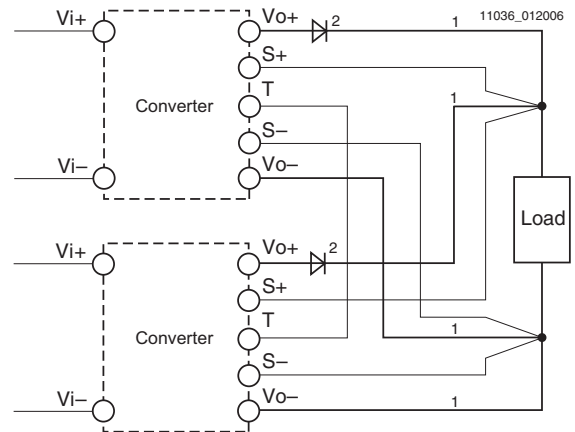 11036_012006
Vi+
Vo+
2
1
S+
T
1
Converter
S–
Vi–
Vo–
Load
Vi+
Vo+
2
S+
T
1
Converter
S–
Vi–
Vo–
1